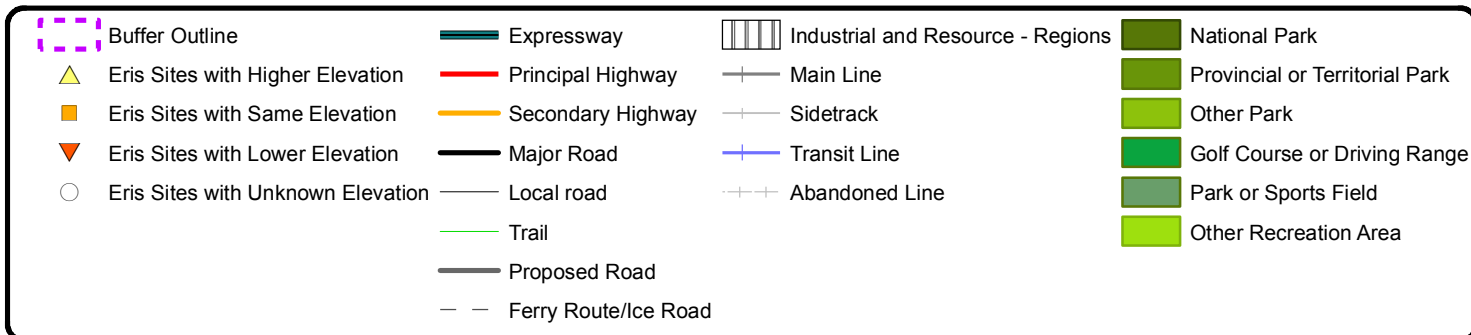 Buffer Outline
Eris Sites with Higher Elevation
Eris Sites with Same Elevation
Eris Sites with Lower Elevation
Eris Sites with Unknown Elevation
Expressway
Principal Highway
Secondary Highway
Major Road
Local road
Trail
Proposed Road
Ferry Route/Ice Road
Industrial and Resource - Regions
Main Line
Sidetrack
Transit Line
Abandoned Line
National Park
Provincial or Territorial Park
Other Park
Golf Course or Driving Range
Park or Sports Field
Other Recreation Area